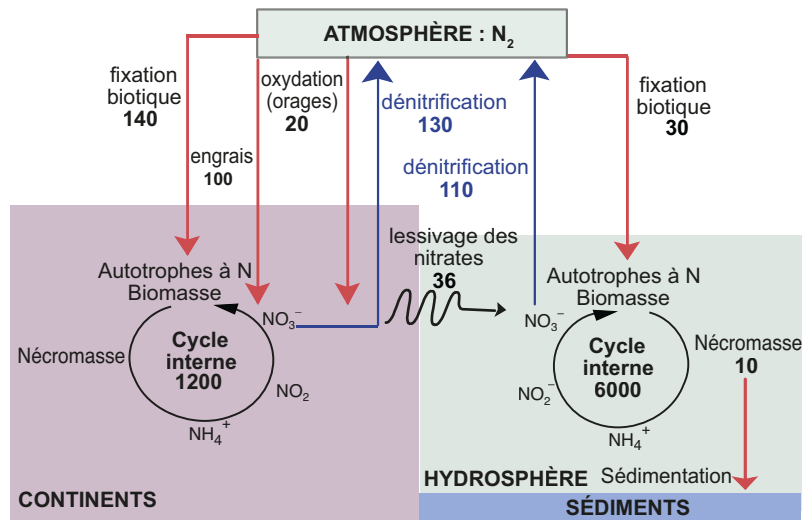 ATMOSPHÈRE : N₂
fixation
biotique
140
engrais
100
oxydation
(orages)
20
dénitrification
130
dénitrification
110
fixation
biotique
30
lessivage des
nitrates
36
Autotrophes à N
Biomasse
NO₃⁻
Cycle
interne
1200
Nécromasse
NO₂
NH₄⁺
CONTINENTS
Autotrophes à N
Biomasse
NO₃⁻
Cycle
interne
6000
Nécromasse
10
NO₂⁻
NH₄⁺
HYDROSPHÈRE
Sédimentation
SÉDIMENTS